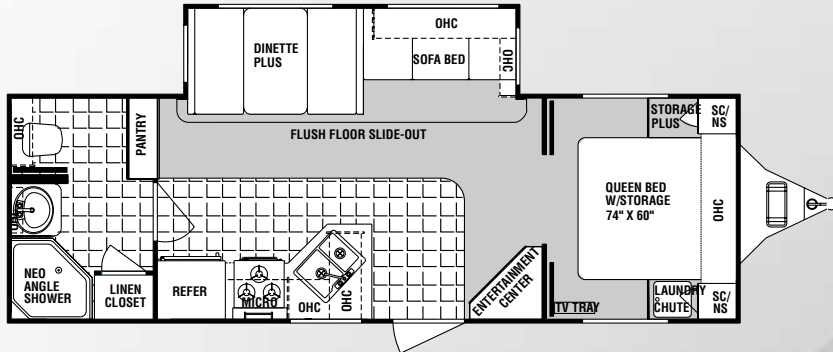 OHC
DINETTE
PLUS
SOFA BED
OHC
OHC
PANTRY
FLUSH FLOOR SLIDE-OUT
STORAGE
PLUS
SC/
NS
QUEEN BED
W/STORAGE
74" X 60"
OHC
NEO
ANGLE
SHOWER
LINEN
CLOSET
REFER
MICRO
OHC
OHC
ENTERTAINMENT
CENTER
TV TRAY
LAUNDRY
CHUTE
SC/
NS